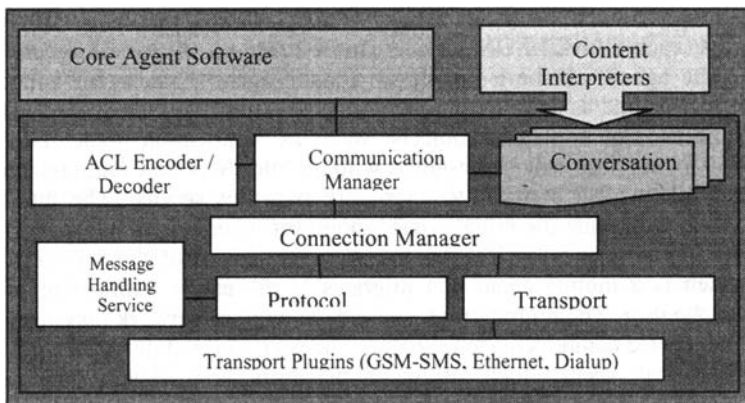 Core Agent Software
Content
Interpreters
ACL Encoder /
Decoder
Communication
Manager
Conversation
Connection Manager
Message
Handling
Service
Protocol
Transport
Transport Plugins (GSM-SMS, Ethernet, Dialup)